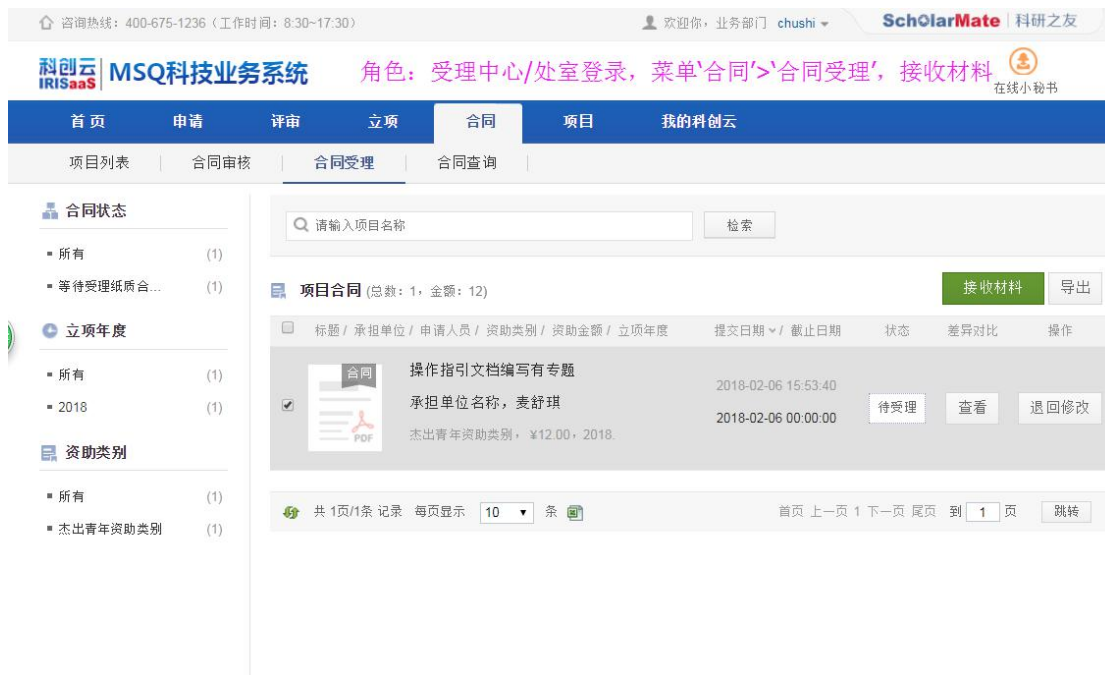 咨询热线：400-675-1236（工作时间：8:30~17:30）
欢迎你，业务部门 chushi
SchOlarMate 科研之友
科创云
IRISaaS
MSQ科技业务系统
角色：受理中心/处室登录，菜单'合同'>'合同受理'，接收材料
在线小秘书
首页 申请 评审 立项 合同 项目 我的科创云
项目列表 合同审核 合同受理 合同查询
合同状态
所有 (1)
等待受理纸质合... (1)
立项年度
所有 (1)
2018 (1)
资助类别
所有 (1)
杰出青年资助类别 (1)
请输入项目名称 检索
项目合同 (总数：1，金额：12) 接收材料 导出
标题 / 承担单位 / 申请人员 / 资助类别 / 资助金额 / 立项年度 提交日期 / 截止日期 状态 差异对比 操作
合同
PDF
操作指引文档编写有专题
承担单位名称，麦舒琪
杰出青年资助类别，¥12.00，2018.
2018-02-06 15:53:40
2018-02-06 00:00:00
待受理 查看 退回修改
共 1页/1条 记录 每页显示 10 条 首页 上一页 1 下一页 尾页 到 1 页 跳转